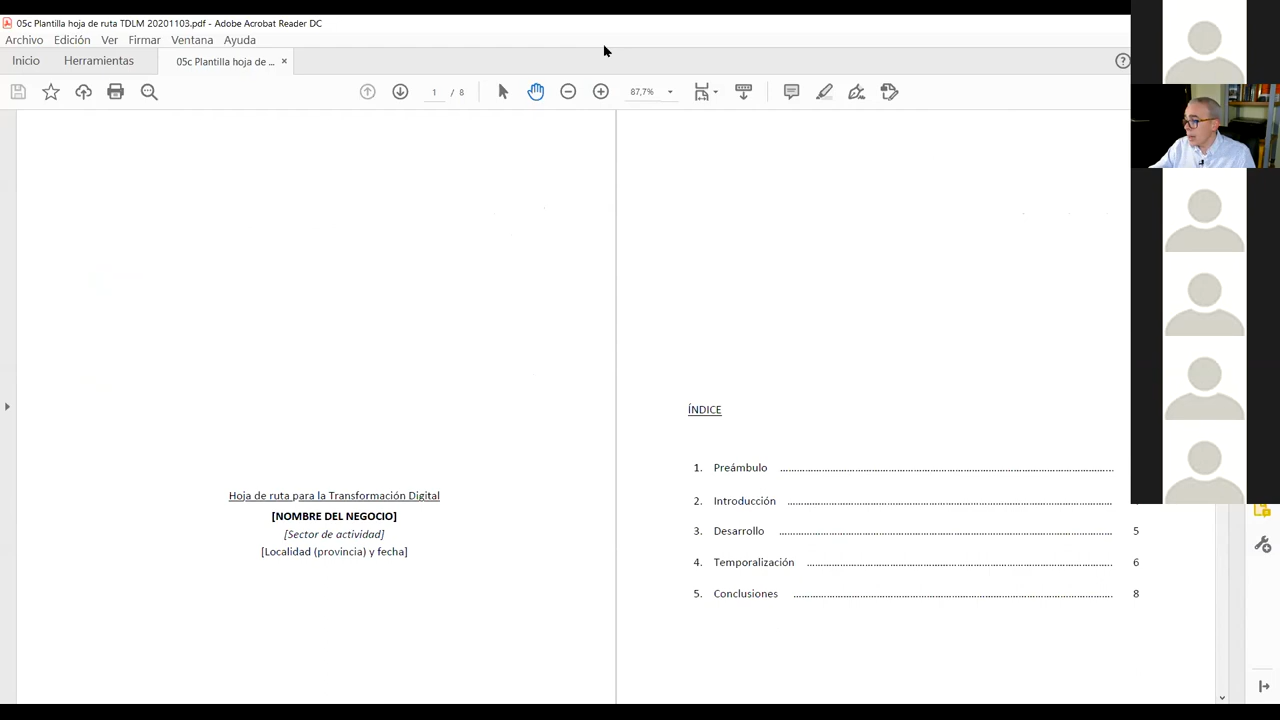 05c Plantilla hoja de ruta TDLM 20201103.pdf - Adobe Acrobat Reader DC
Archivo Edición Ver Firmar Ventana Ayuda
Inicio Herramientas 05c Plantilla hoja de ... ×
1 / 8 87,7%
Hoja de ruta para la Transformación Digital
[NOMBRE DEL NEGOCIO]
[Sector de actividad]
[Localidad (provincia) y fecha]
ÍNDICE
1. Preámbulo ........................................................................................................
2. Introducción ........................................................................................................
3. Desarrollo ........................................................................................................ 5
4. Temporalización ........................................................................................................ 6
5. Conclusiones ........................................................................................................ 8